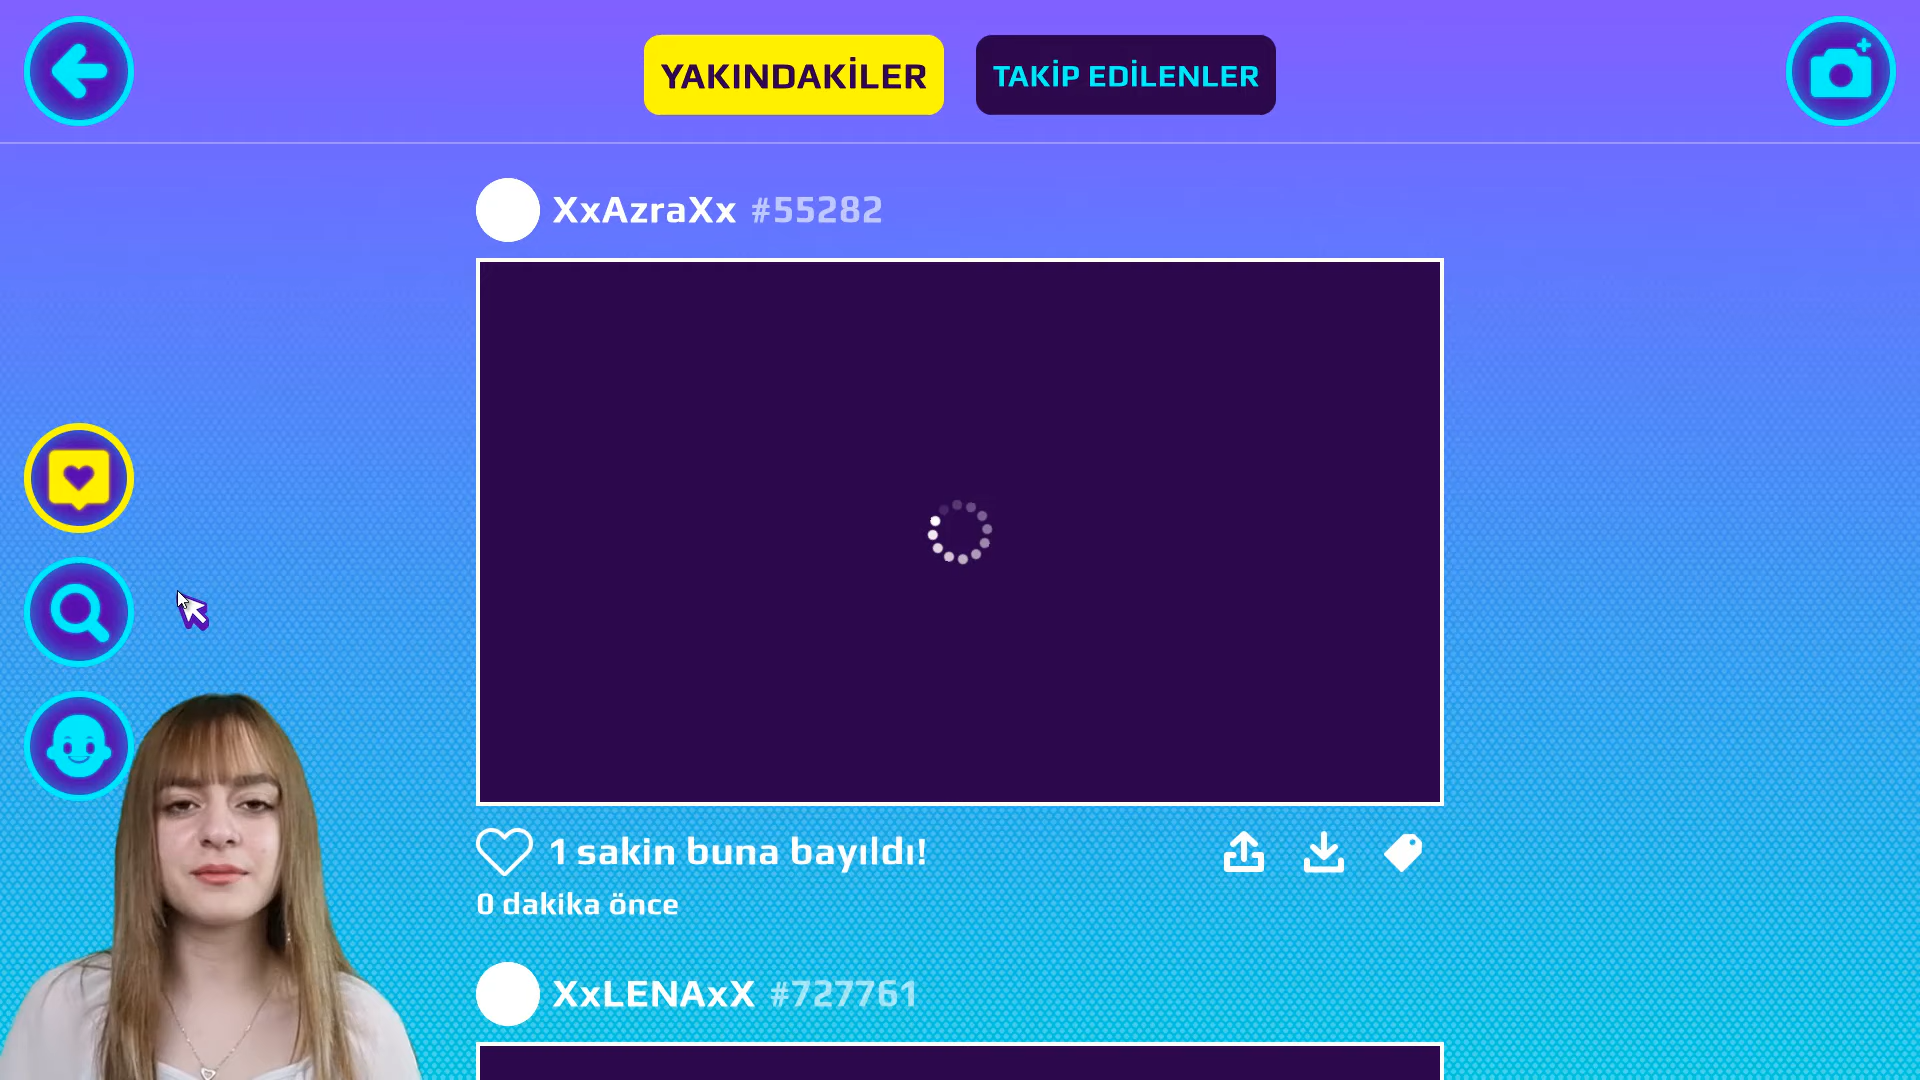 YAKINDAKİLER
TAKİP EDİLENLER
XxAzraXx #55282
1 sakin buna bayıldı!
0 dakika önce
XxLENAxX #727761